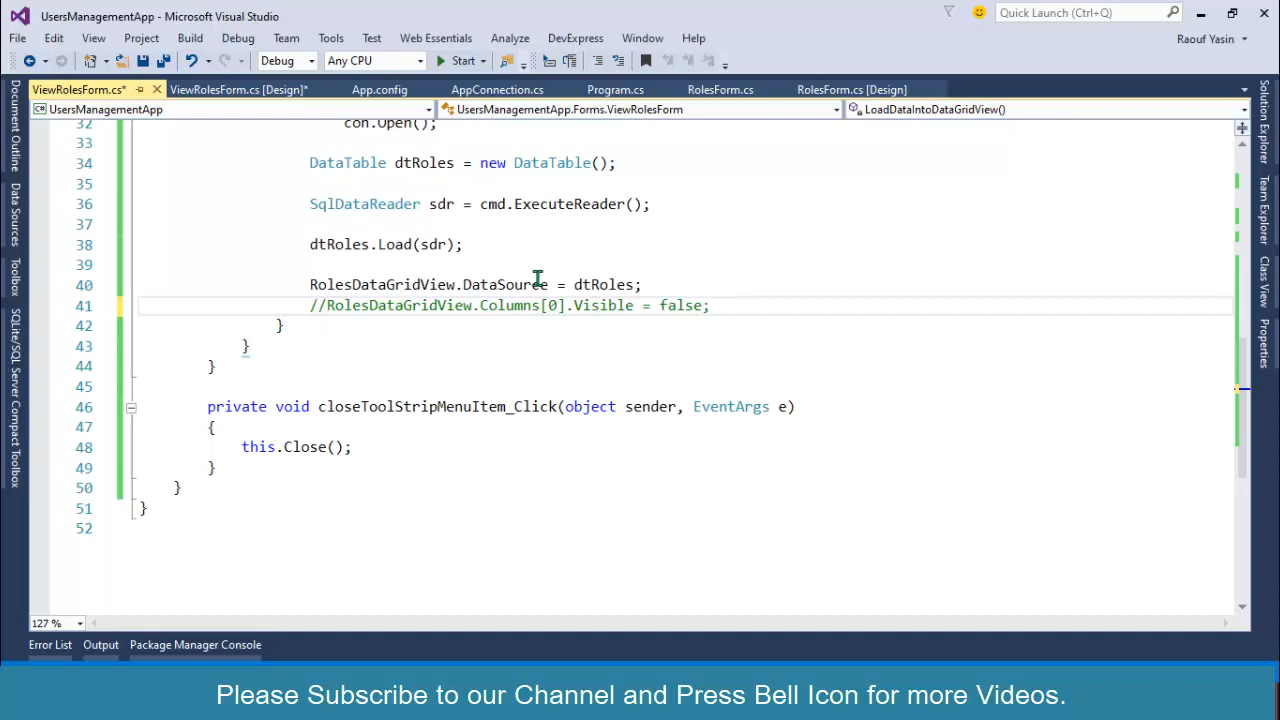 UsersManagementApp - Microsoft Visual Studio
Quick Launch (Ctrl+Q)
File Edit View Project Build Debug Team Tools Test Web Essentials Analyze DevExpress Window Help
Raouf Yasin
Debug Any CPU Start
ViewRolesForm.cs* ViewRolesForm.cs [Design]* App.config AppConnection.cs Program.cs RolesForm.cs RolesForm.cs [Design]
UsersManagementApp UsersManagementApp.Forms.ViewRolesForm LoadDataIntoDataGridView()
Document Outline
Data Sources
Toolbox
SQLite/SQL Server Compact Toolbox
32 con.Open();
33
34 DataTable dtRoles = new DataTable();
35
36 SqlDataReader sdr = cmd.ExecuteReader();
37
38 dtRoles.Load(sdr);
39
40 RolesDataGridView.DataSource = dtRoles;
41 //RolesDataGridView.Columns[0].Visible = false;
42 }
43 }
44 }
45
46 private void closeToolStripMenuItem_Click(object sender, EventArgs e)
47 {
48 this.Close();
49 }
50 }
51 }
52
Solution Explorer
Team Explorer
Class View
Properties
127 %
Error List Output Package Manager Console
Please Subscribe to our Channel and Press Bell Icon for more Videos.